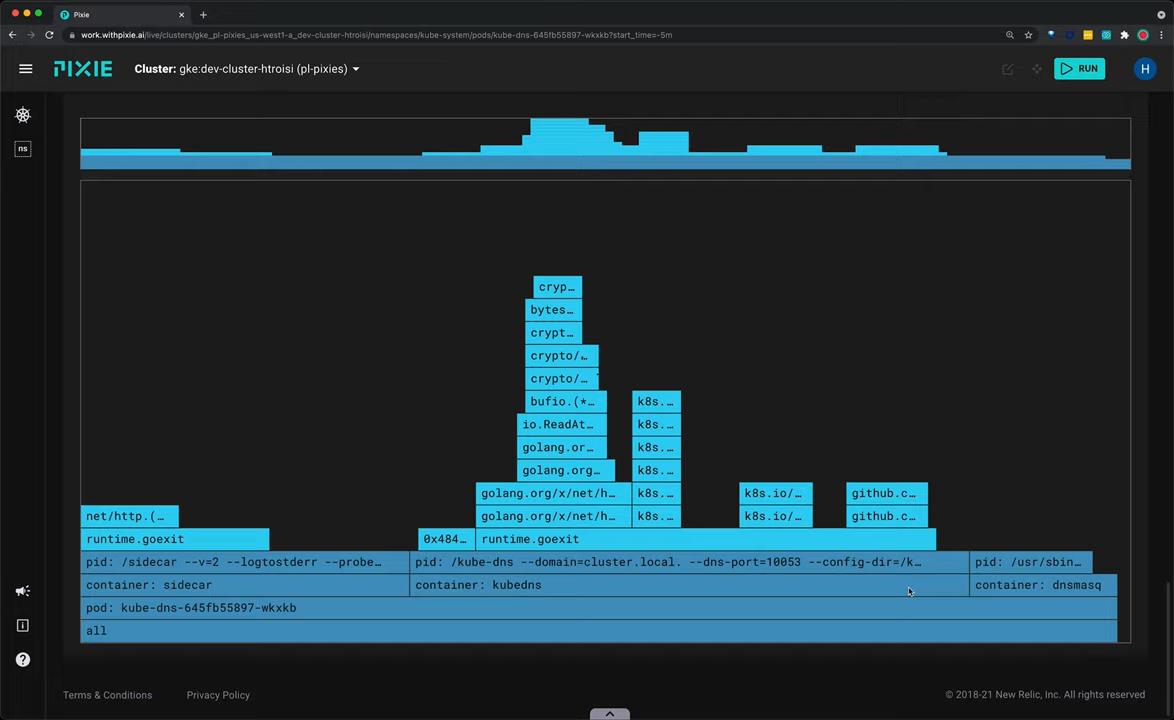 Pixie
work.withpixie.ai/live/clusters/gke_pl-pixies_us-west1-a_dev-cluster-htroisi/namespaces/kube-system/pods/kube-dns-645fb55897-wkxkb?start_time=-5m
PIXIE
Cluster: gke:dev-cluster-htroisi (pl-pixies)
RUN
H
ns
cryp…
bytes…
crypt…
crypto/…
crypto/…
bufio.(*… k8s.…
io.ReadAt… k8s.…
golang.or… k8s.…
golang.org… k8s.…
golang.org/x/net/h… k8s.… k8s.io/… github.c…
net/http.(… golang.org/x/net/h… k8s.… k8s.io/… github.c…
runtime.goexit 0x484… runtime.goexit
pid: /sidecar --v=2 --logtostderr --probe… pid: /kube-dns --domain=cluster.local. --dns-port=10053 --config-dir=/k… pid: /usr/sbin…
container: sidecar container: kubedns container: dnsmasq
pod: kube-dns-645fb55897-wkxkb
all
Terms & Conditions Privacy Policy © 2018-21 New Relic, Inc. All rights reserved